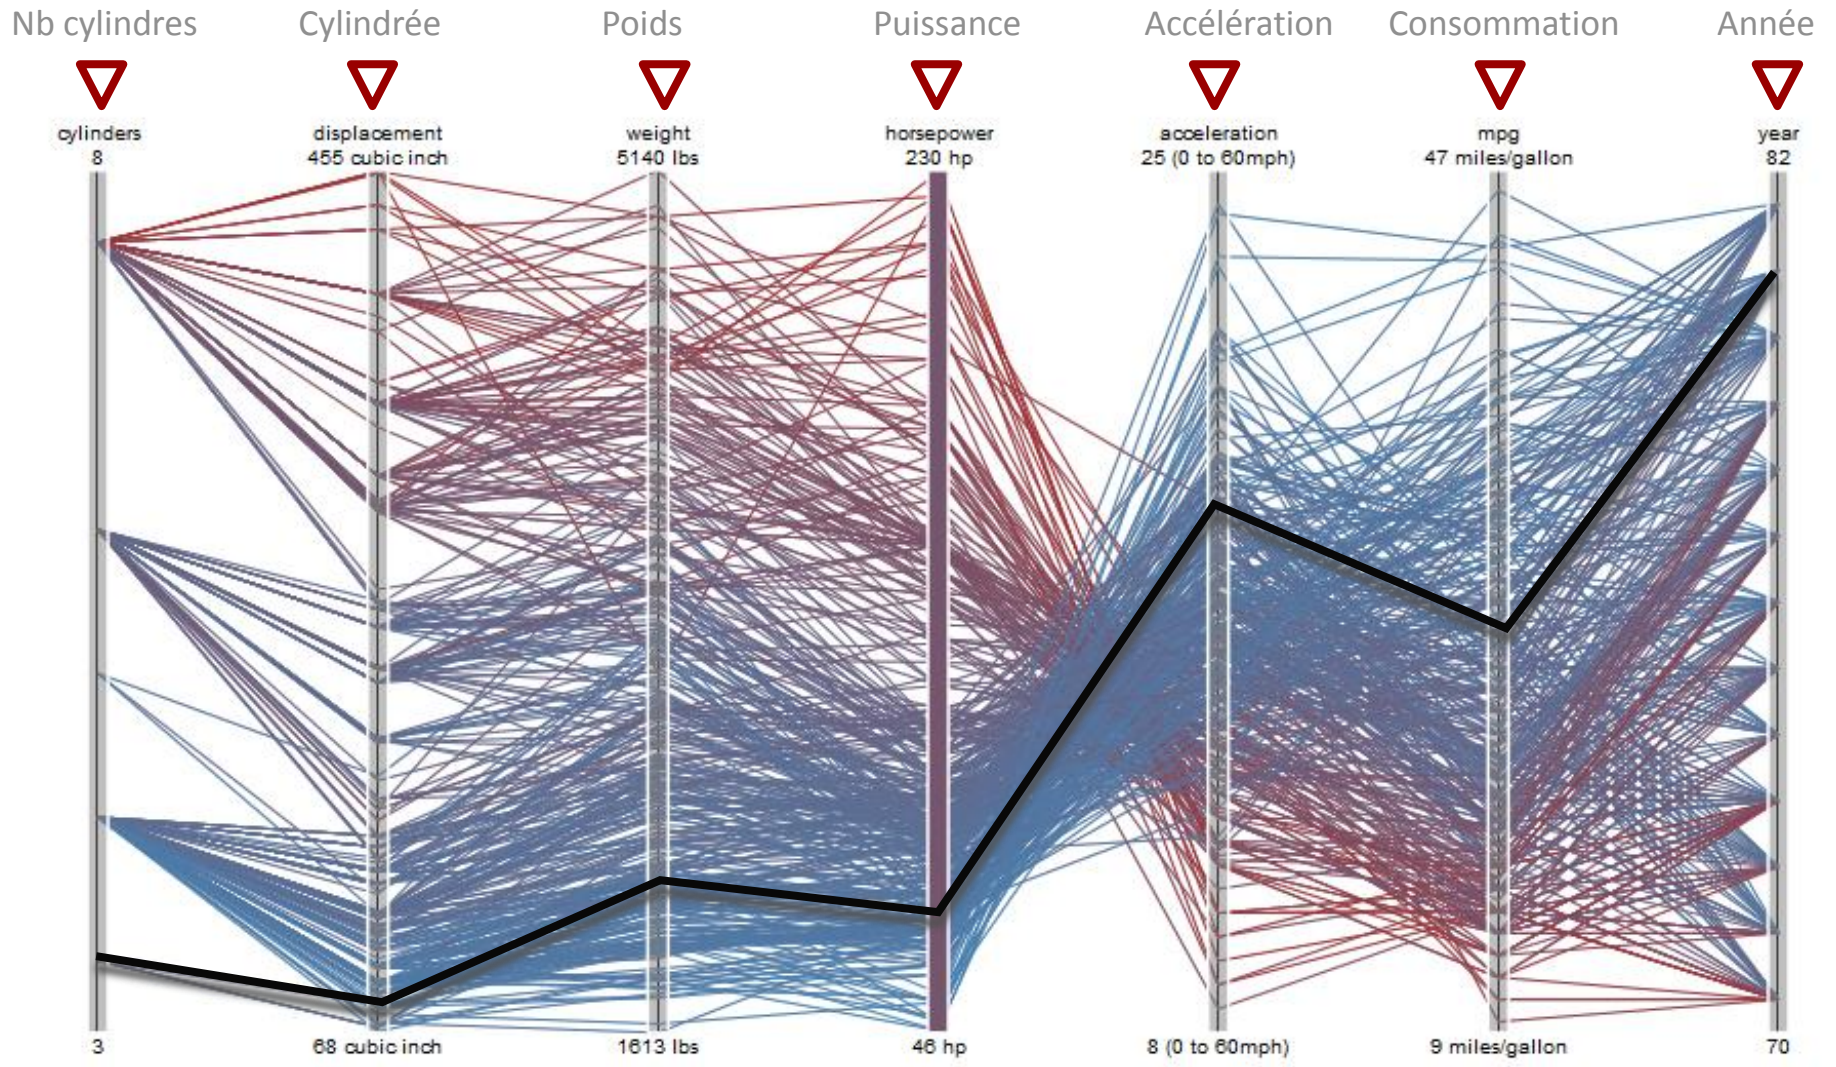 Nb cylindres Cylindrée Poids Puissance Accélération Consommation Année
cylinders displacement weight horsepower acceleration mpg year
8 455 cubic inch 5140 lbs 230 hp 25 (0 to 60mph) 47 miles/gallon 82
3 68 cubic inch 1613 lbs 46 hp 8 (0 to 60mph) 9 miles/gallon 70